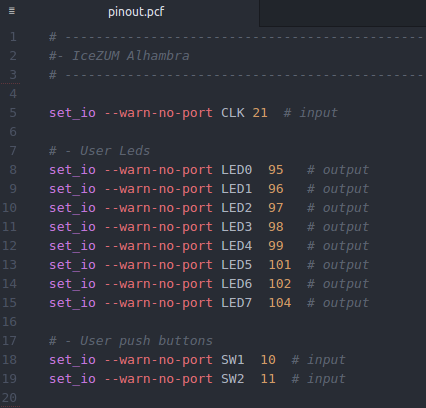 pinout.pcf
1 # ----------------------------------------------
2 #- IceZUM Alhambra
3 # ----------------------------------------------
4
5 set_io --warn-no-port CLK 21  # input
6
7 # - User Leds
8 set_io --warn-no-port LED0  95   # output
9 set_io --warn-no-port LED1  96   # output
10 set_io --warn-no-port LED2  97   # output
11 set_io --warn-no-port LED3  98   # output
12 set_io --warn-no-port LED4  99   # output
13 set_io --warn-no-port LED5  101  # output
14 set_io --warn-no-port LED6  102  # output
15 set_io --warn-no-port LED7  104  # output
16
17 # - User push buttons
18 set_io --warn-no-port SW1  10  # input
19 set_io --warn-no-port SW2  11  # input
20